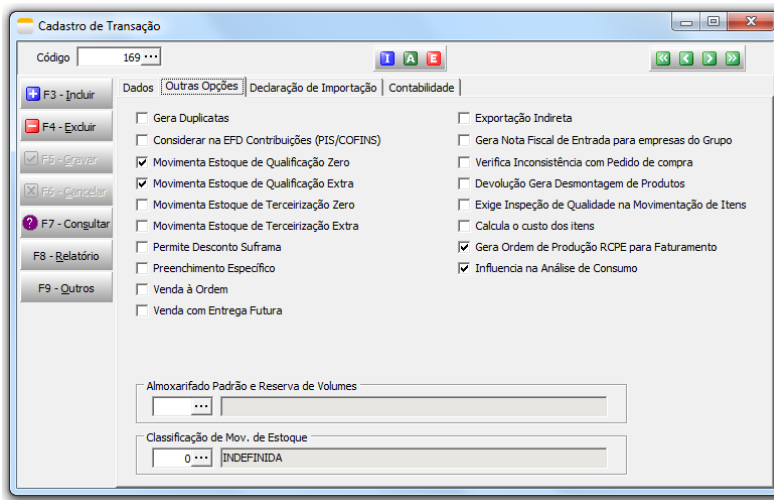 Cadastro de Transação
Código 169 ...
I A E
F3 - Incluir
F4 - Excluir
F5 - Gravar
F6 - Cancelar
F7 - Consultar
F8 - Relatório
F9 - Outros
Dados Outras Opções Declaração de Importação Contabilidade
Gera Duplicatas
Considerar na EFD Contribuições (PIS/COFINS)
Movimenta Estoque de Qualificação Zero
Movimenta Estoque de Qualificação Extra
Movimenta Estoque de Terceirização Zero
Movimenta Estoque de Terceirização Extra
Permite Desconto Suframa
Preenchimento Específico
Venda à Ordem
Venda com Entrega Futura
Exportação Indireta
Gera Nota Fiscal de Entrada para empresas do Grupo
Verifica Inconsistência com Pedido de compra
Devolução Gera Desmontagem de Produtos
Exige Inspeção de Qualidade na Movimentação de Itens
Calcula o custo dos itens
Gera Ordem de Produção RCPE para Faturamento
Influencia na Análise de Consumo
Almoxarifado Padrão e Reserva de Volumes
...
Classificação de Mov. de Estoque
0 ... INDEFINIDA